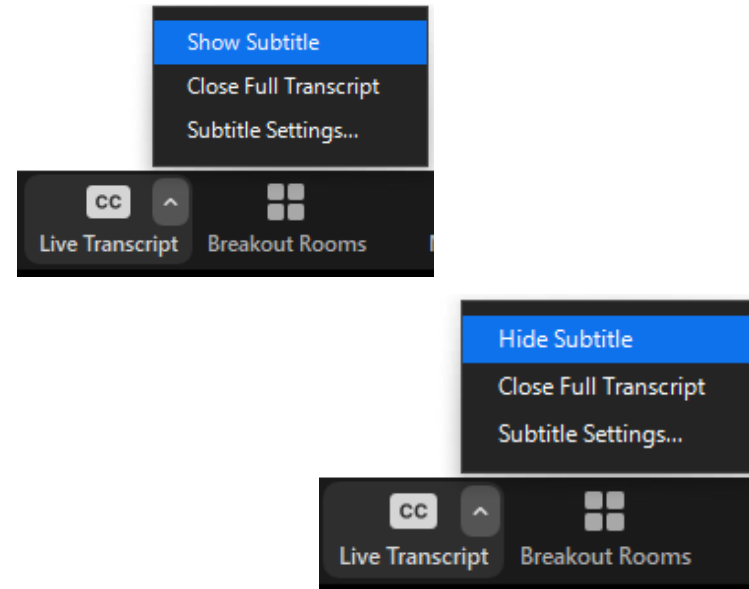 Show Subtitle
Close Full Transcript
Subtitle Settings...
CC
Live Transcript Breakout Rooms
Hide Subtitle
Close Full Transcript
Subtitle Settings...
CC
Live Transcript Breakout Rooms